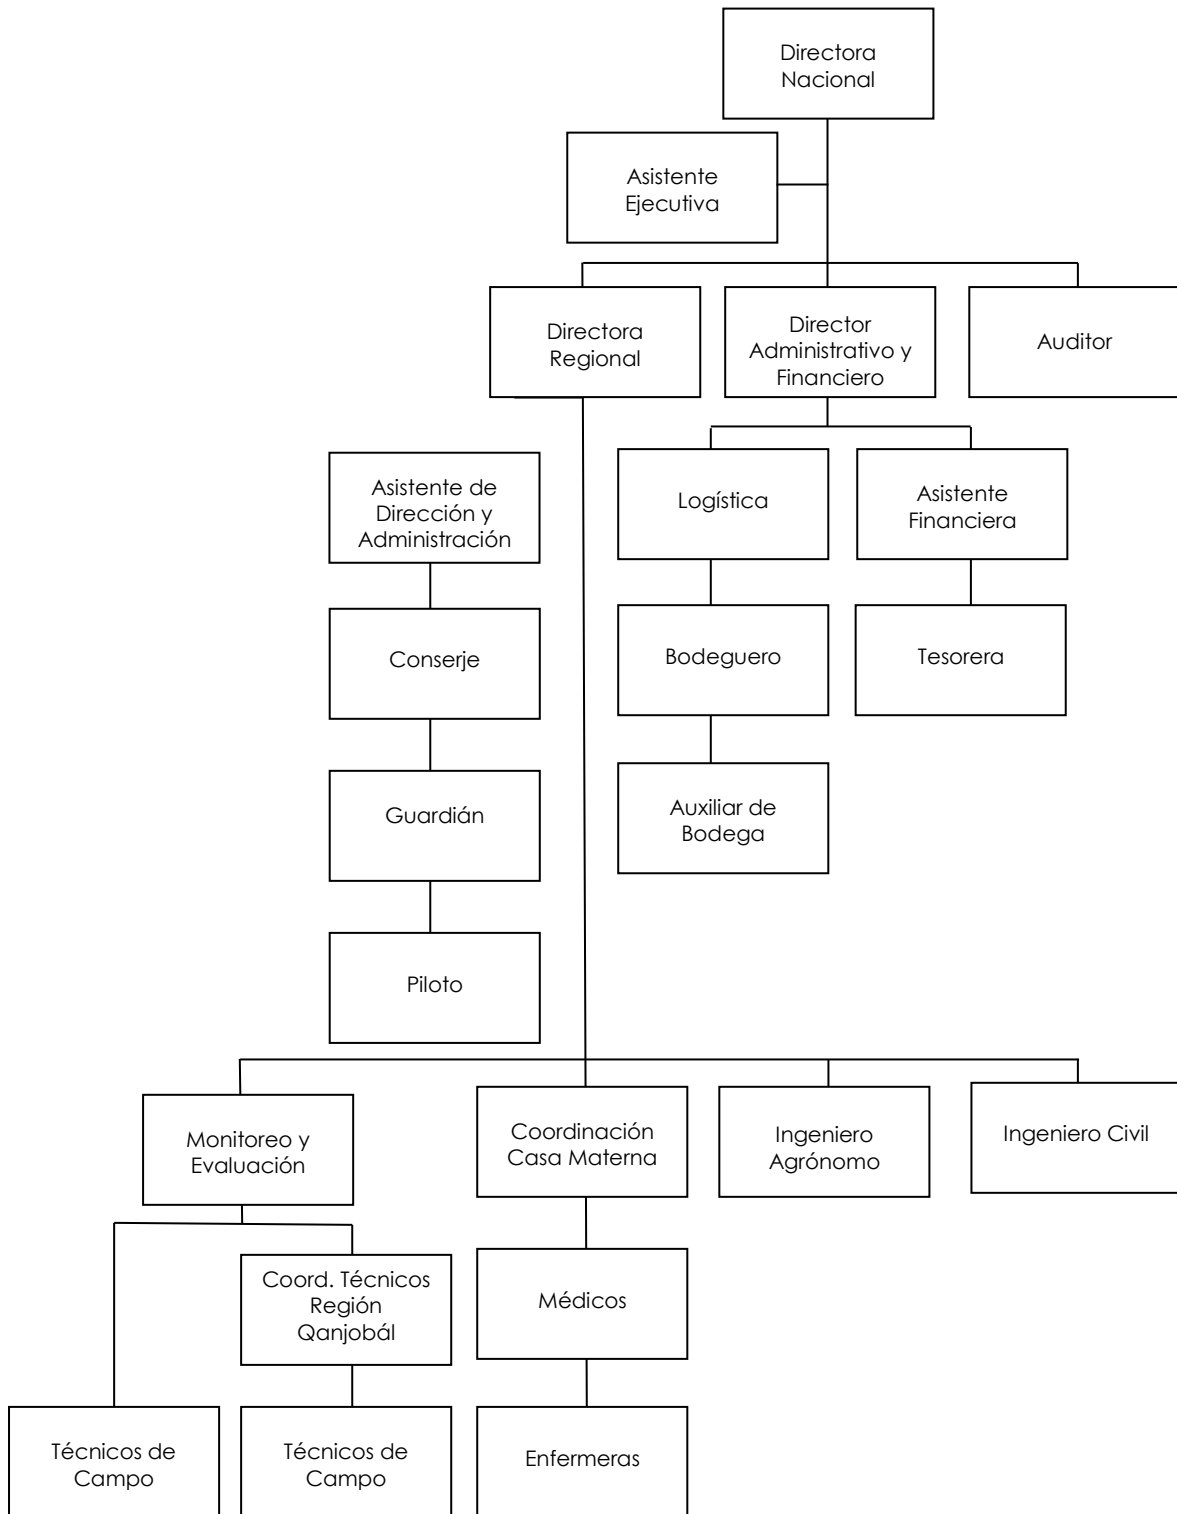 Directora
Nacional
Asistente
Ejecutiva
Directora
Regional
Director
Administrativo y
Financiero
Auditor
Asistente de
Dirección y
Administración
Logística
Asistente
Financiera
Conserje
Bodeguero
Tesorera
Guardián
Auxiliar de
Bodega
Piloto
Monitoreo y
Evaluación
Coordinación
Casa Materna
Ingeniero
Agrónomo
Ingeniero Civil
Coord. Técnicos
Región
Qanjobál
Médicos
Técnicos de
Campo
Técnicos de
Campo
Enfermeras